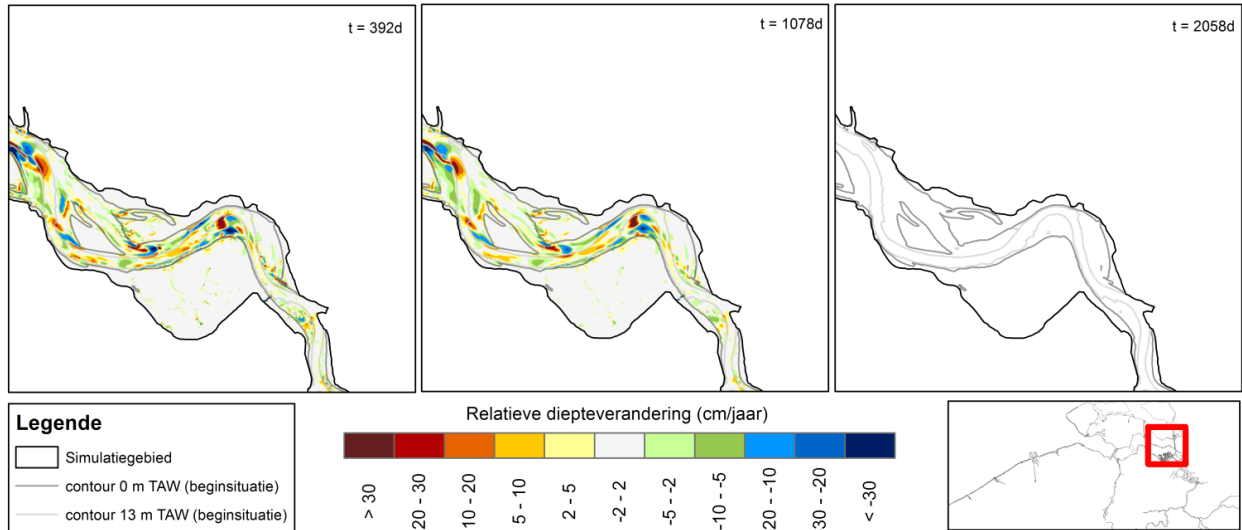 t = 392d
t = 1078d
t = 2058d
Legende
Simulatiegebied
contour 0 m TAW (beginsituatie)
contour 13 m TAW (beginsituatie)
Relatieve diepteverandering (cm/jaar)
> 30
20 - 30
10 - 20
5 - 10
2 - 5
-2 - 2
-5 - -2
-10 - -5
20 - -10
30 - -20
< -30